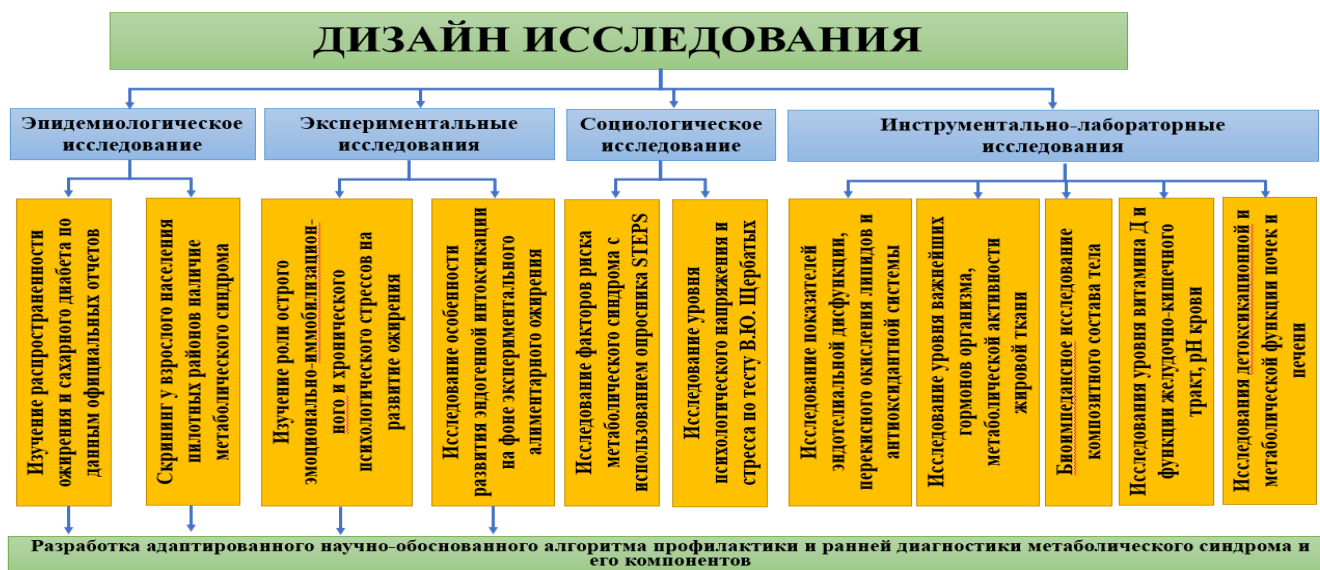 ДИЗАЙН ИССЛЕДОВАНИЯ
Эпидемиологическое
исследование
Экспериментальные
исследования
Социологическое
исследование
Инструментально-лабораторные
исследования
Изучение распространенности
ожирения и сахарного диабета по
данным официальных отчетов
Скрининг у взрослого населения
пилотных районов наличие
метаболического синдрома
Изучение роли острого
эмоционально-иммобилизацион-
ного и хронического
психологического стрессов на
развитие ожирения
Исследование особенности
развития эндогенной интоксикации
на фоне экспериментального
алиментарного ожирения
Исследование факторов риска
метаболического синдрома с
использованием опросника STEPS
Исследования уровня
психологического напряжения и
стресса по тесту В.Ю. Щербатых
Исследование показателей
эндотелиальной дисфункции,
перекисного окисления липидов и
антиоксидантной системы
Исследование уровня важнейших
гормонов организма,
метаболической активности
жировой ткани
Биоимпедансное исследование
композитного состава тела
Исследования уровня витамина Д и
функции желудочно-кишечного
тракт, pH крови
Исследования детоксикационной и
метаболической функции почек и
печени
Разработка адаптированного научно-обоснованного алгоритма профилактики и ранней диагностики метаболического синдрома и
его компонентов